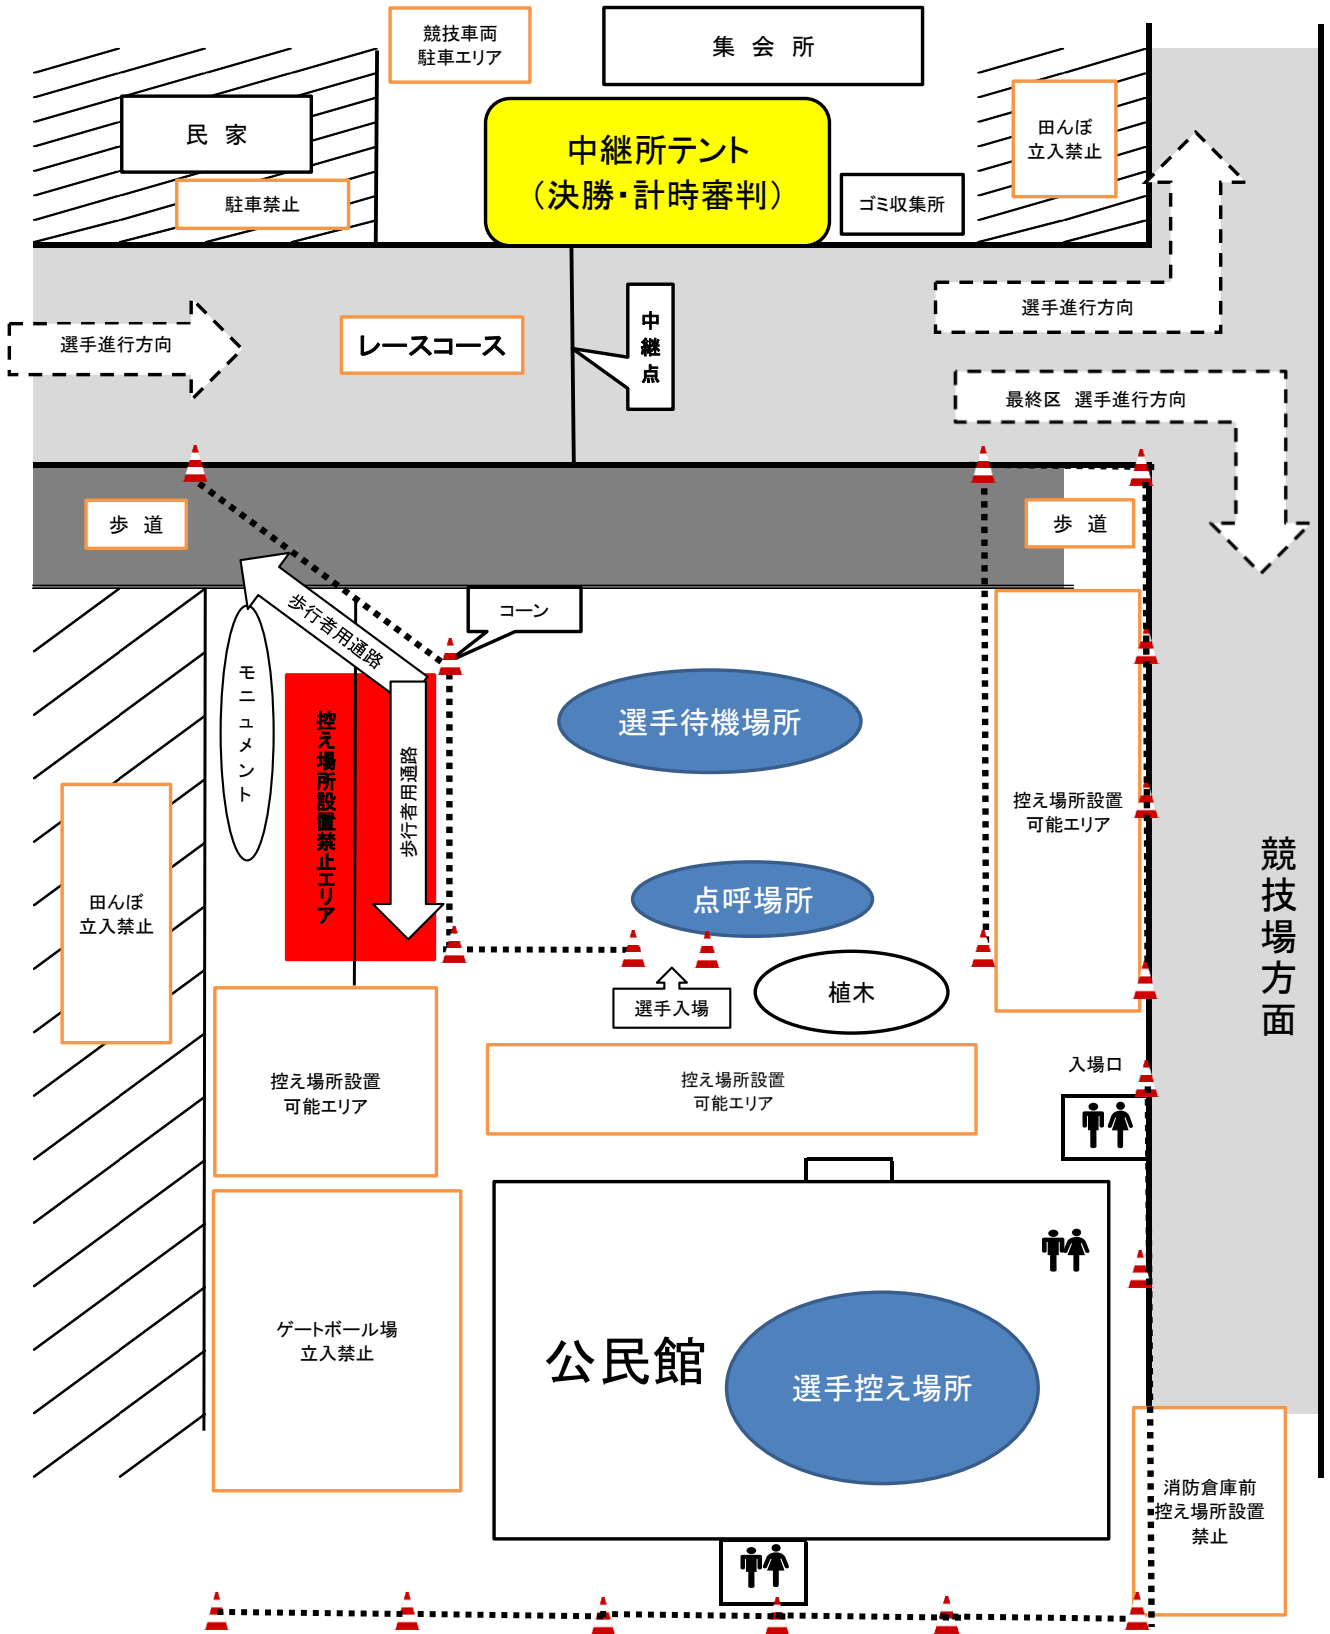 競技車両
駐車エリア
集 会 所
民 家
駐車禁止
中継所テント
（決勝・計時審判）
ゴミ収集所
田んぼ
立入禁止
選手進行方向
レースコース
中継点
選手進行方向
最終区 選手進行方向
歩 道
歩 道
コーン
歩行者用通路
モニュメント
控え場所設置禁止エリア
歩行者用通路
選手待機場所
控え場所設置
可能エリア
点呼場所
競技場方面
田んぼ
立入禁止
選手入場
植木
控え場所設置
可能エリア
控え場所設置
可能エリア
入場口
ゲートボール場
立入禁止
公民館
選手控え場所
消防倉庫前
控え場所設置
禁止